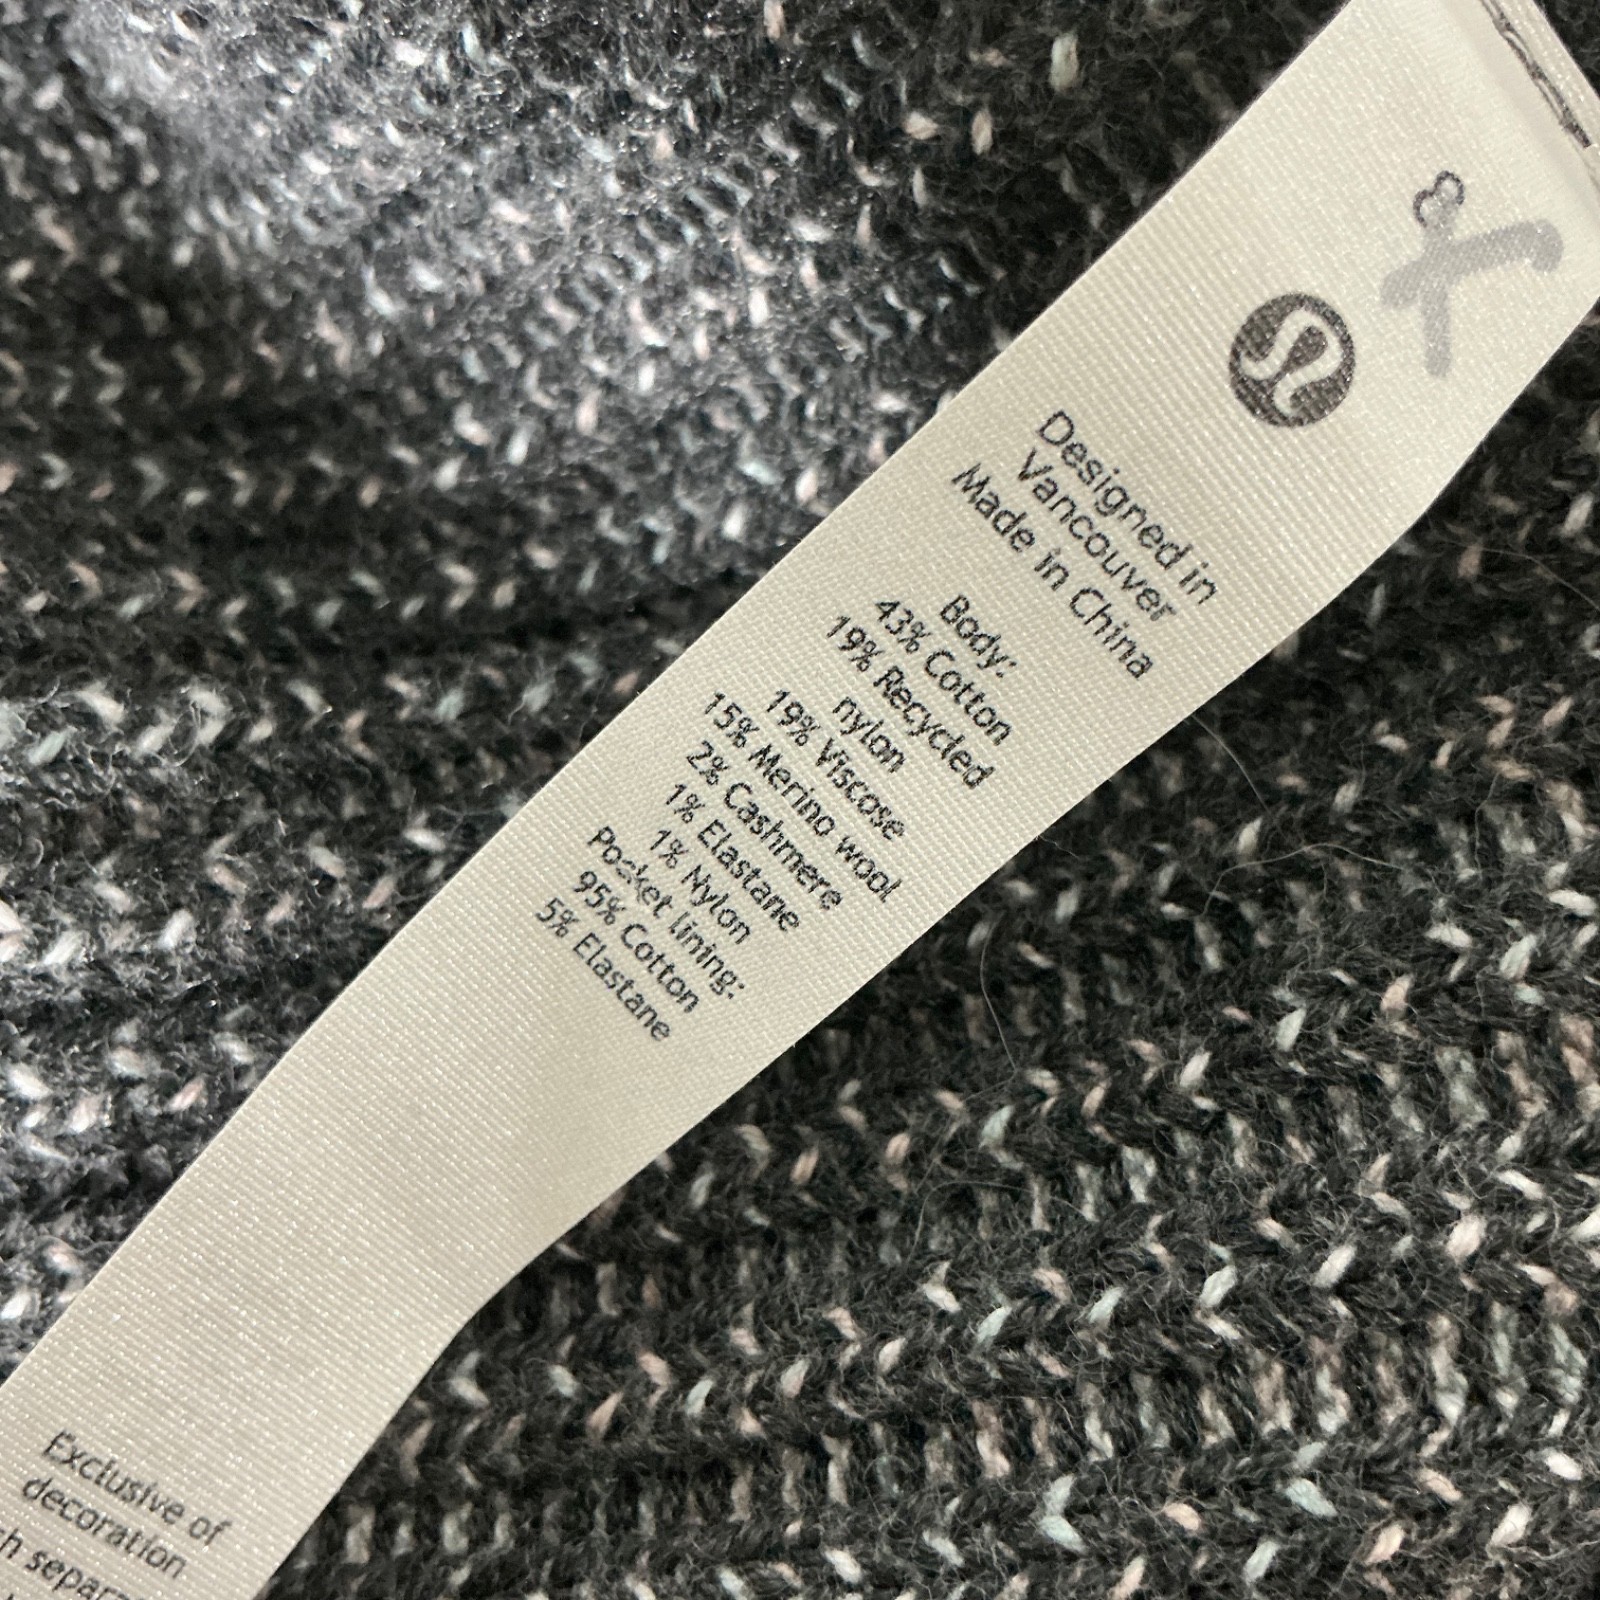 Designed in
Vancouver
Made in China
Body:
43% Cotton
19% Recycled
nylon
19% Viscose
15% Merino wool
2% Cashmere
1% Elastane
1% Nylon
Pocket lining:
95% Cotton
5% Elastane
Exclusive of
decoration